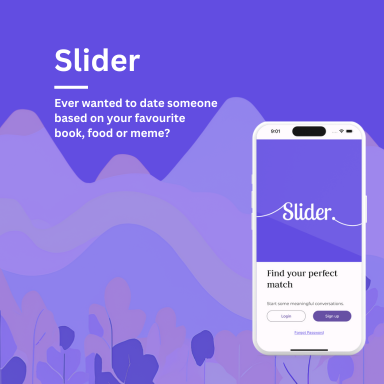 Slider
Ever wanted to date someone
based on your favourite
book, food or meme?
9:01
Slider.
Find your perfect
match
Start some meaningful conversations.
Login
Sign up
Forgot Password